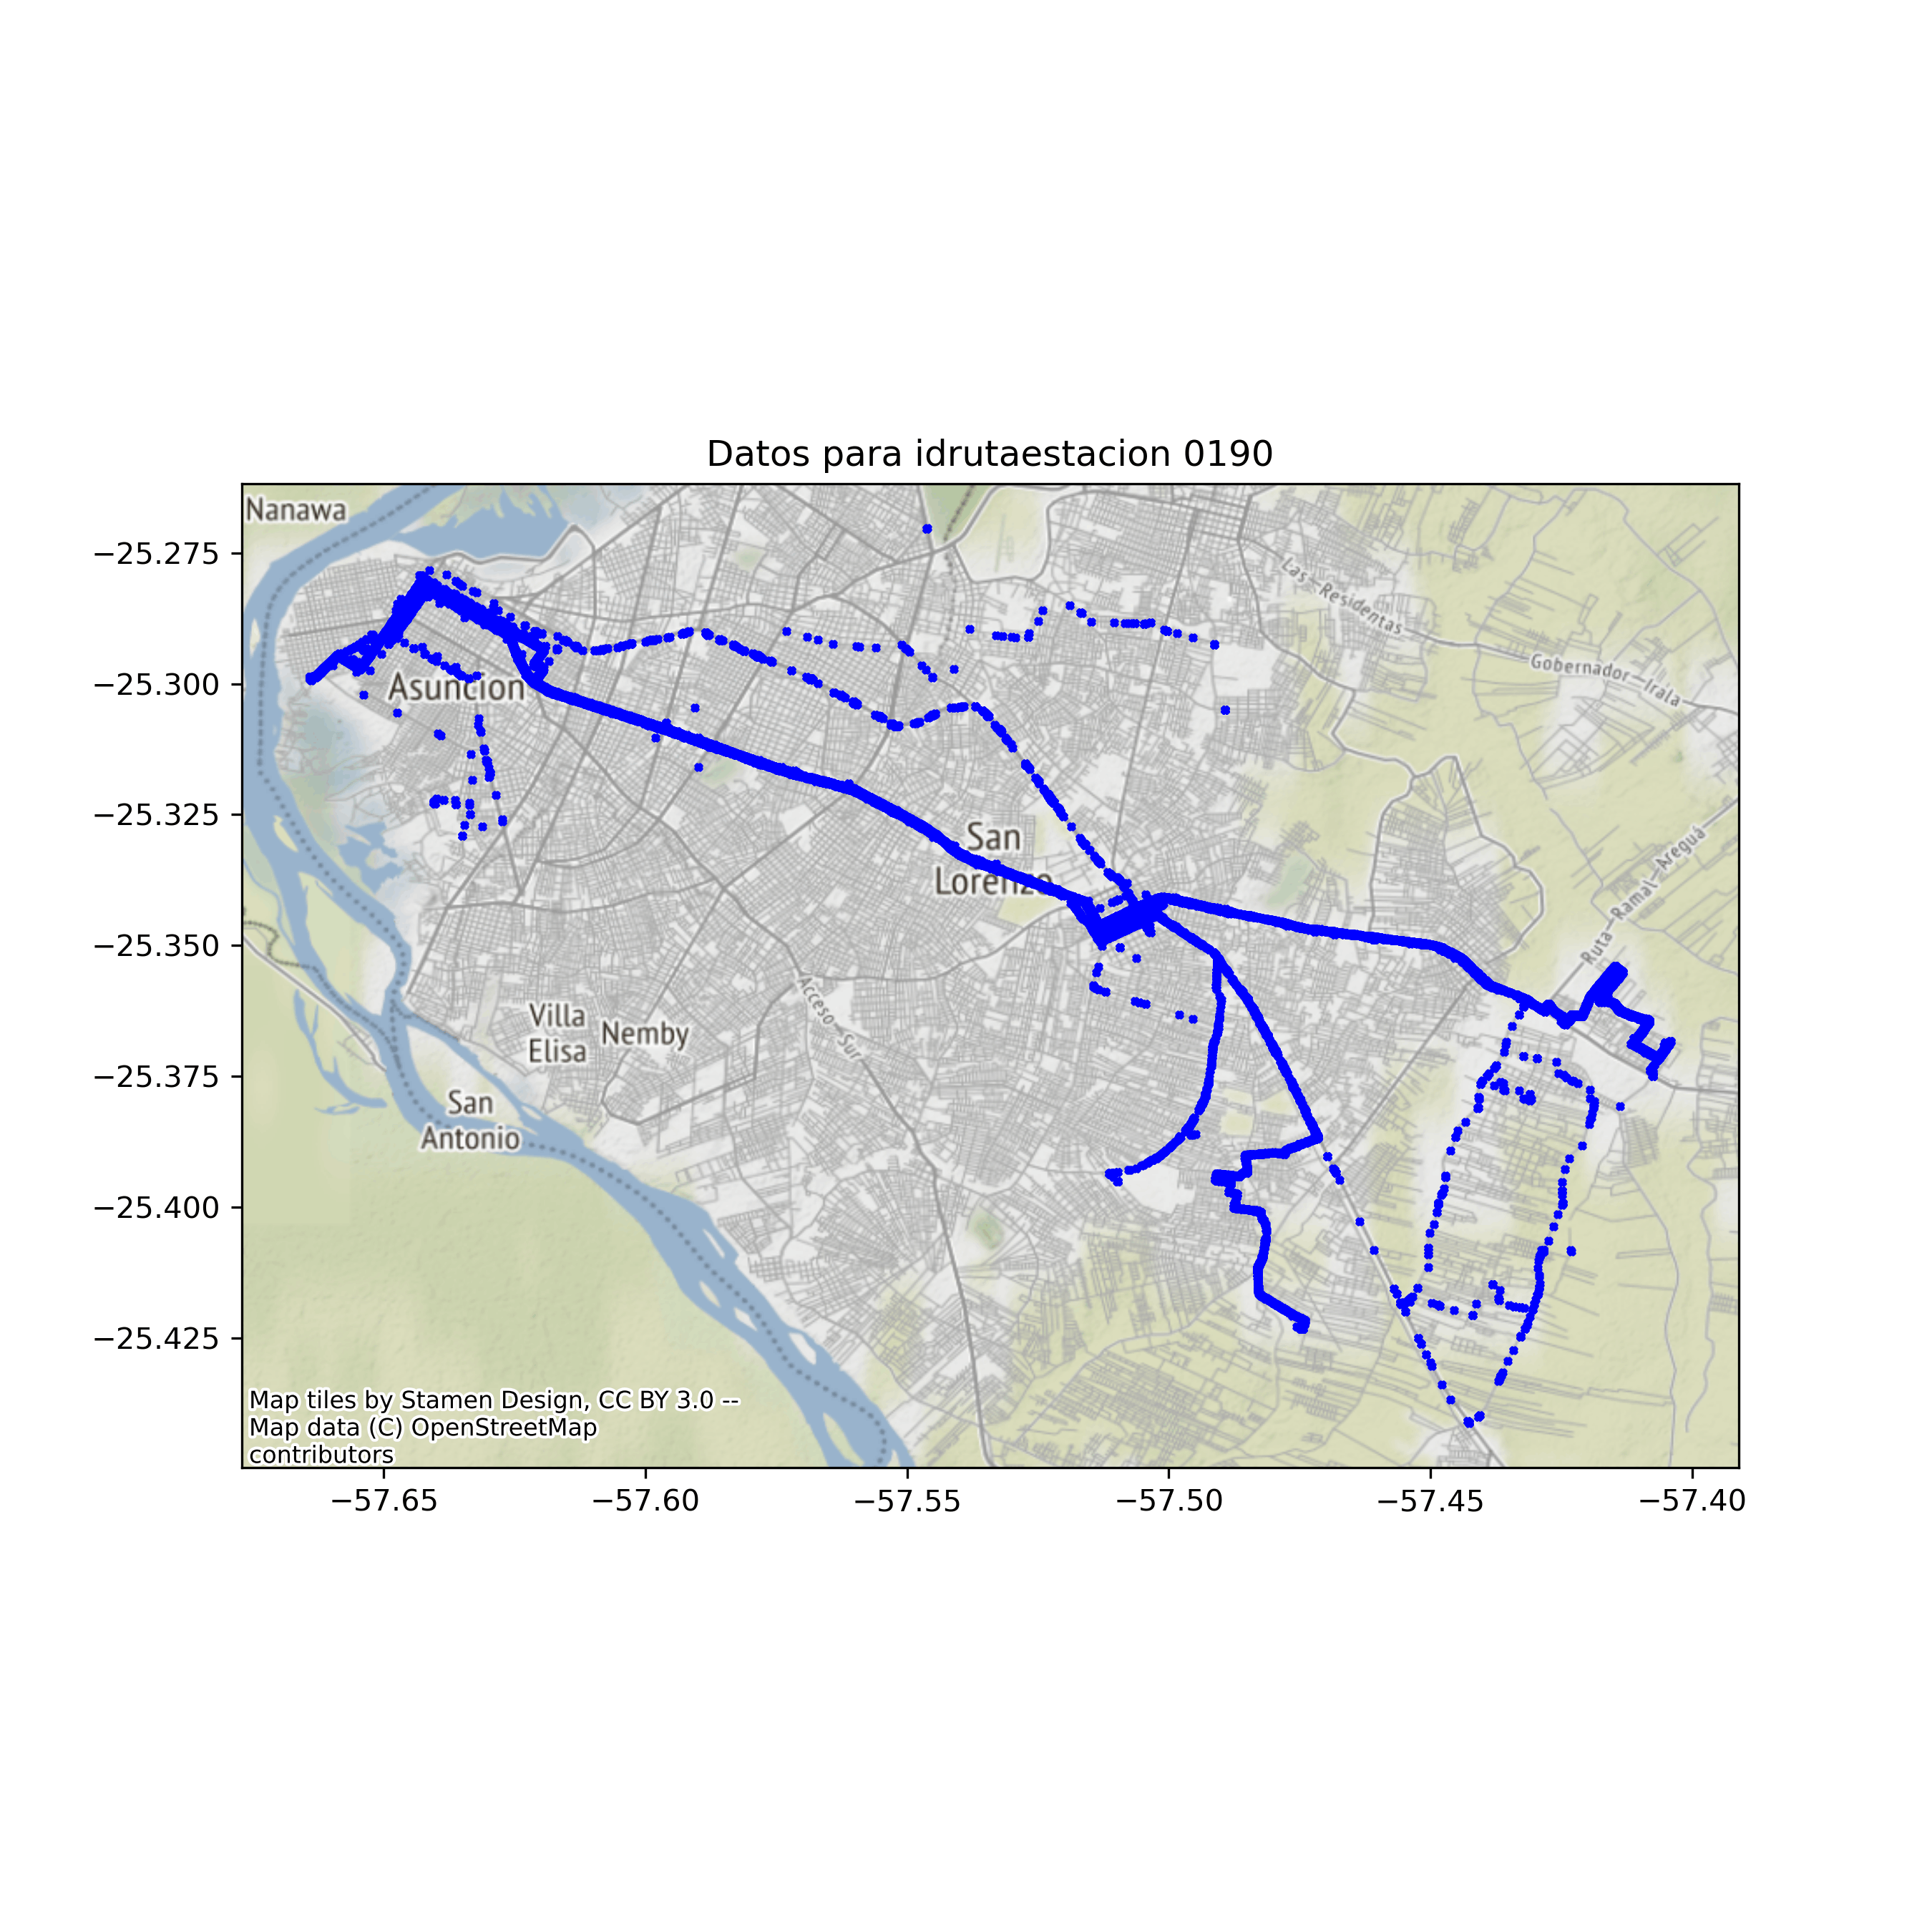 Datos para idrutaestacion 0190
Nanawa
−25.275
Las Residentas
Gobernador Irala
−25.300
Asuncion
−25.325
San
Lorenzo
Ruta Ramal Areguá
−25.350
Acceso Sur
Villa
Elisa
Nemby
−25.375
San
Antonio
−25.400
−25.425
Map tiles by Stamen Design, CC BY 3.0 --
Map data (C) OpenStreetMap
contributors
−57.65
−57.60
−57.55
−57.50
−57.45
−57.40